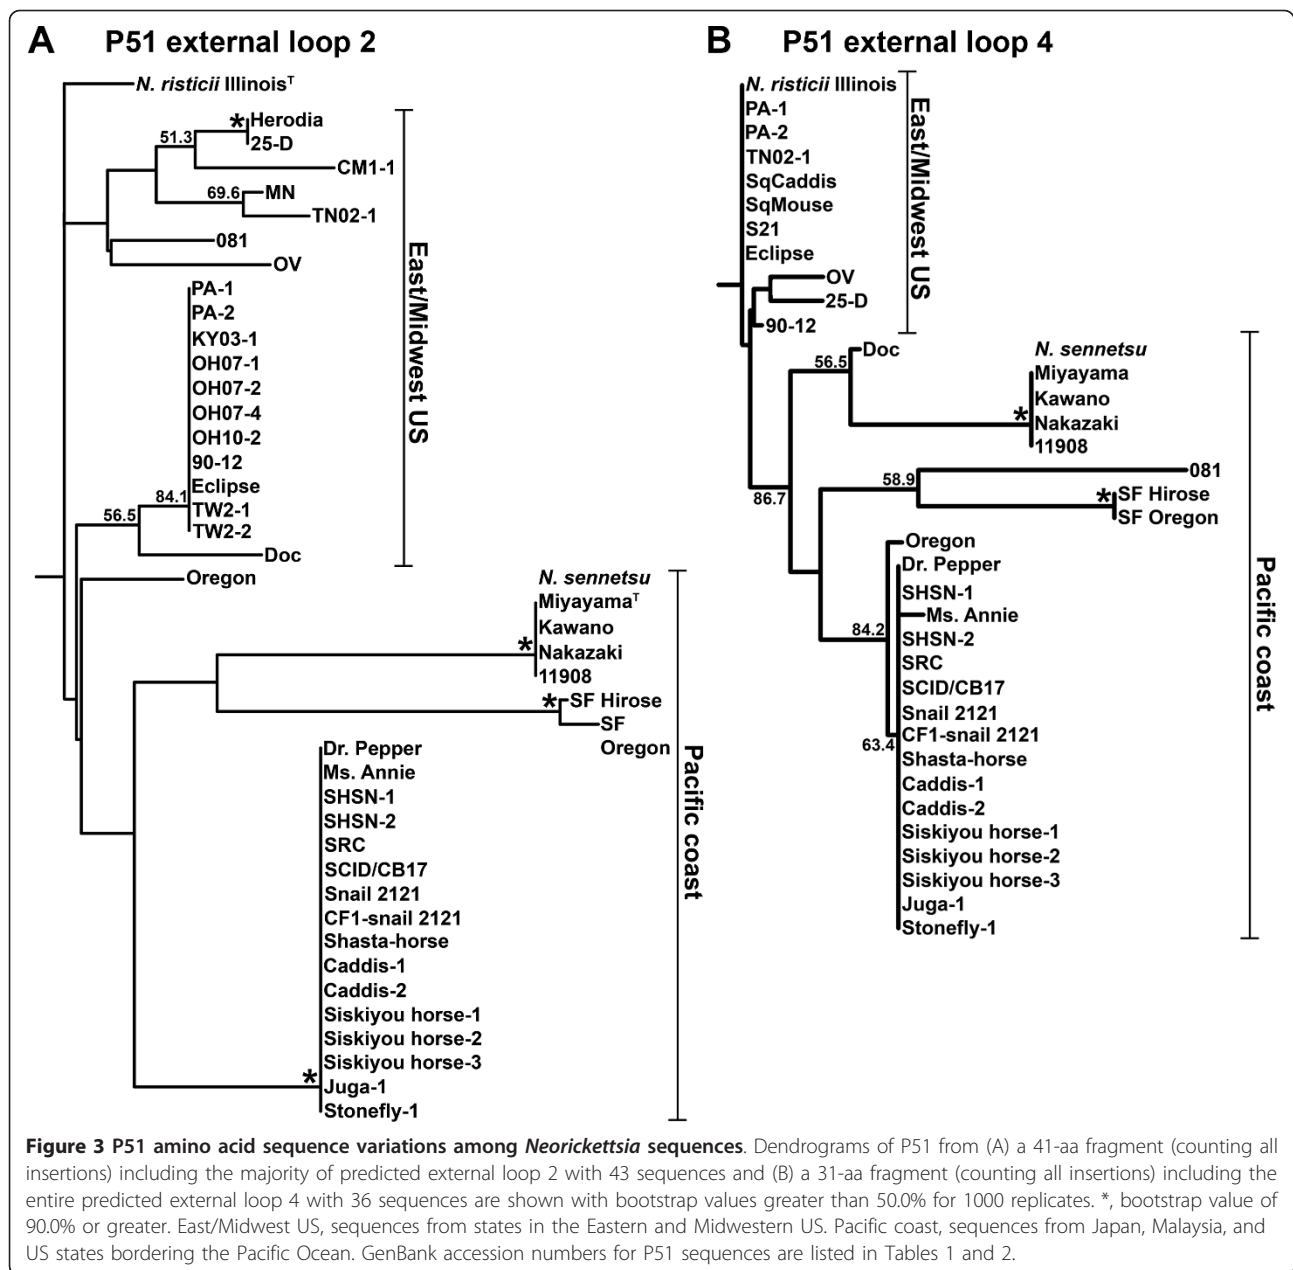 A P51 external loop 2
N. risticii Illinoisᵀ
* Herodia
51.3
25-D
CM1-1
69.6 MN
TN02-1
081
OV
PA-1
PA-2
KY03-1
OH07-1
OH07-2
OH07-4
OH10-2
90-12
Eclipse
84.1
TW2-1
56.5
TW2-2
Doc
East/Midwest US
Oregon
N. sennetsu
Miyayamaᵀ
Kawano
* Nakazaki
11908
* SF Hirose
SF
Oregon
Dr. Pepper
Ms. Annie
SHSN-1
SHSN-2
SRC
SCID/CB17
Snail 2121
CF1-snail 2121
Shasta-horse
Caddis-1
Caddis-2
Siskiyou horse-1
Siskiyou horse-2
Siskiyou horse-3
* Juga-1
Stonefly-1
Pacific coast
B P51 external loop 4
N. risticii Illinois
PA-1
PA-2
TN02-1
SqCaddis
SqMouse
S21
Eclipse
OV
25-D
90-12
East/Midwest US
Doc
56.5
N. sennetsu
Miyayama
Kawano
* Nakazaki
11908
86.7
58.9
081
* SF Hirose
SF Oregon
Oregon
Dr. Pepper
SHSN-1
Ms. Annie
84.2
SHSN-2
SRC
SCID/CB17
Snail 2121
CF1-snail 2121
63.4
Shasta-horse
Caddis-1
Caddis-2
Siskiyou horse-1
Siskiyou horse-2
Siskiyou horse-3
Juga-1
Stonefly-1
Pacific coast
Figure 3 P51 amino acid sequence variations among Neorickettsia sequences. Dendrograms of P51 from (A) a 41-aa fragment (counting all
insertions) including the majority of predicted external loop 2 with 43 sequences and (B) a 31-aa fragment (counting all insertions) including the
entire predicted external loop 4 with 36 sequences are shown with bootstrap values greater than 50.0% for 1000 replicates. *, bootstrap value of
90.0% or greater. East/Midwest US, sequences from states in the Eastern and Midwestern US. Pacific coast, sequences from Japan, Malaysia, and
US states bordering the Pacific Ocean. GenBank accession numbers for P51 sequences are listed in Tables 1 and 2.